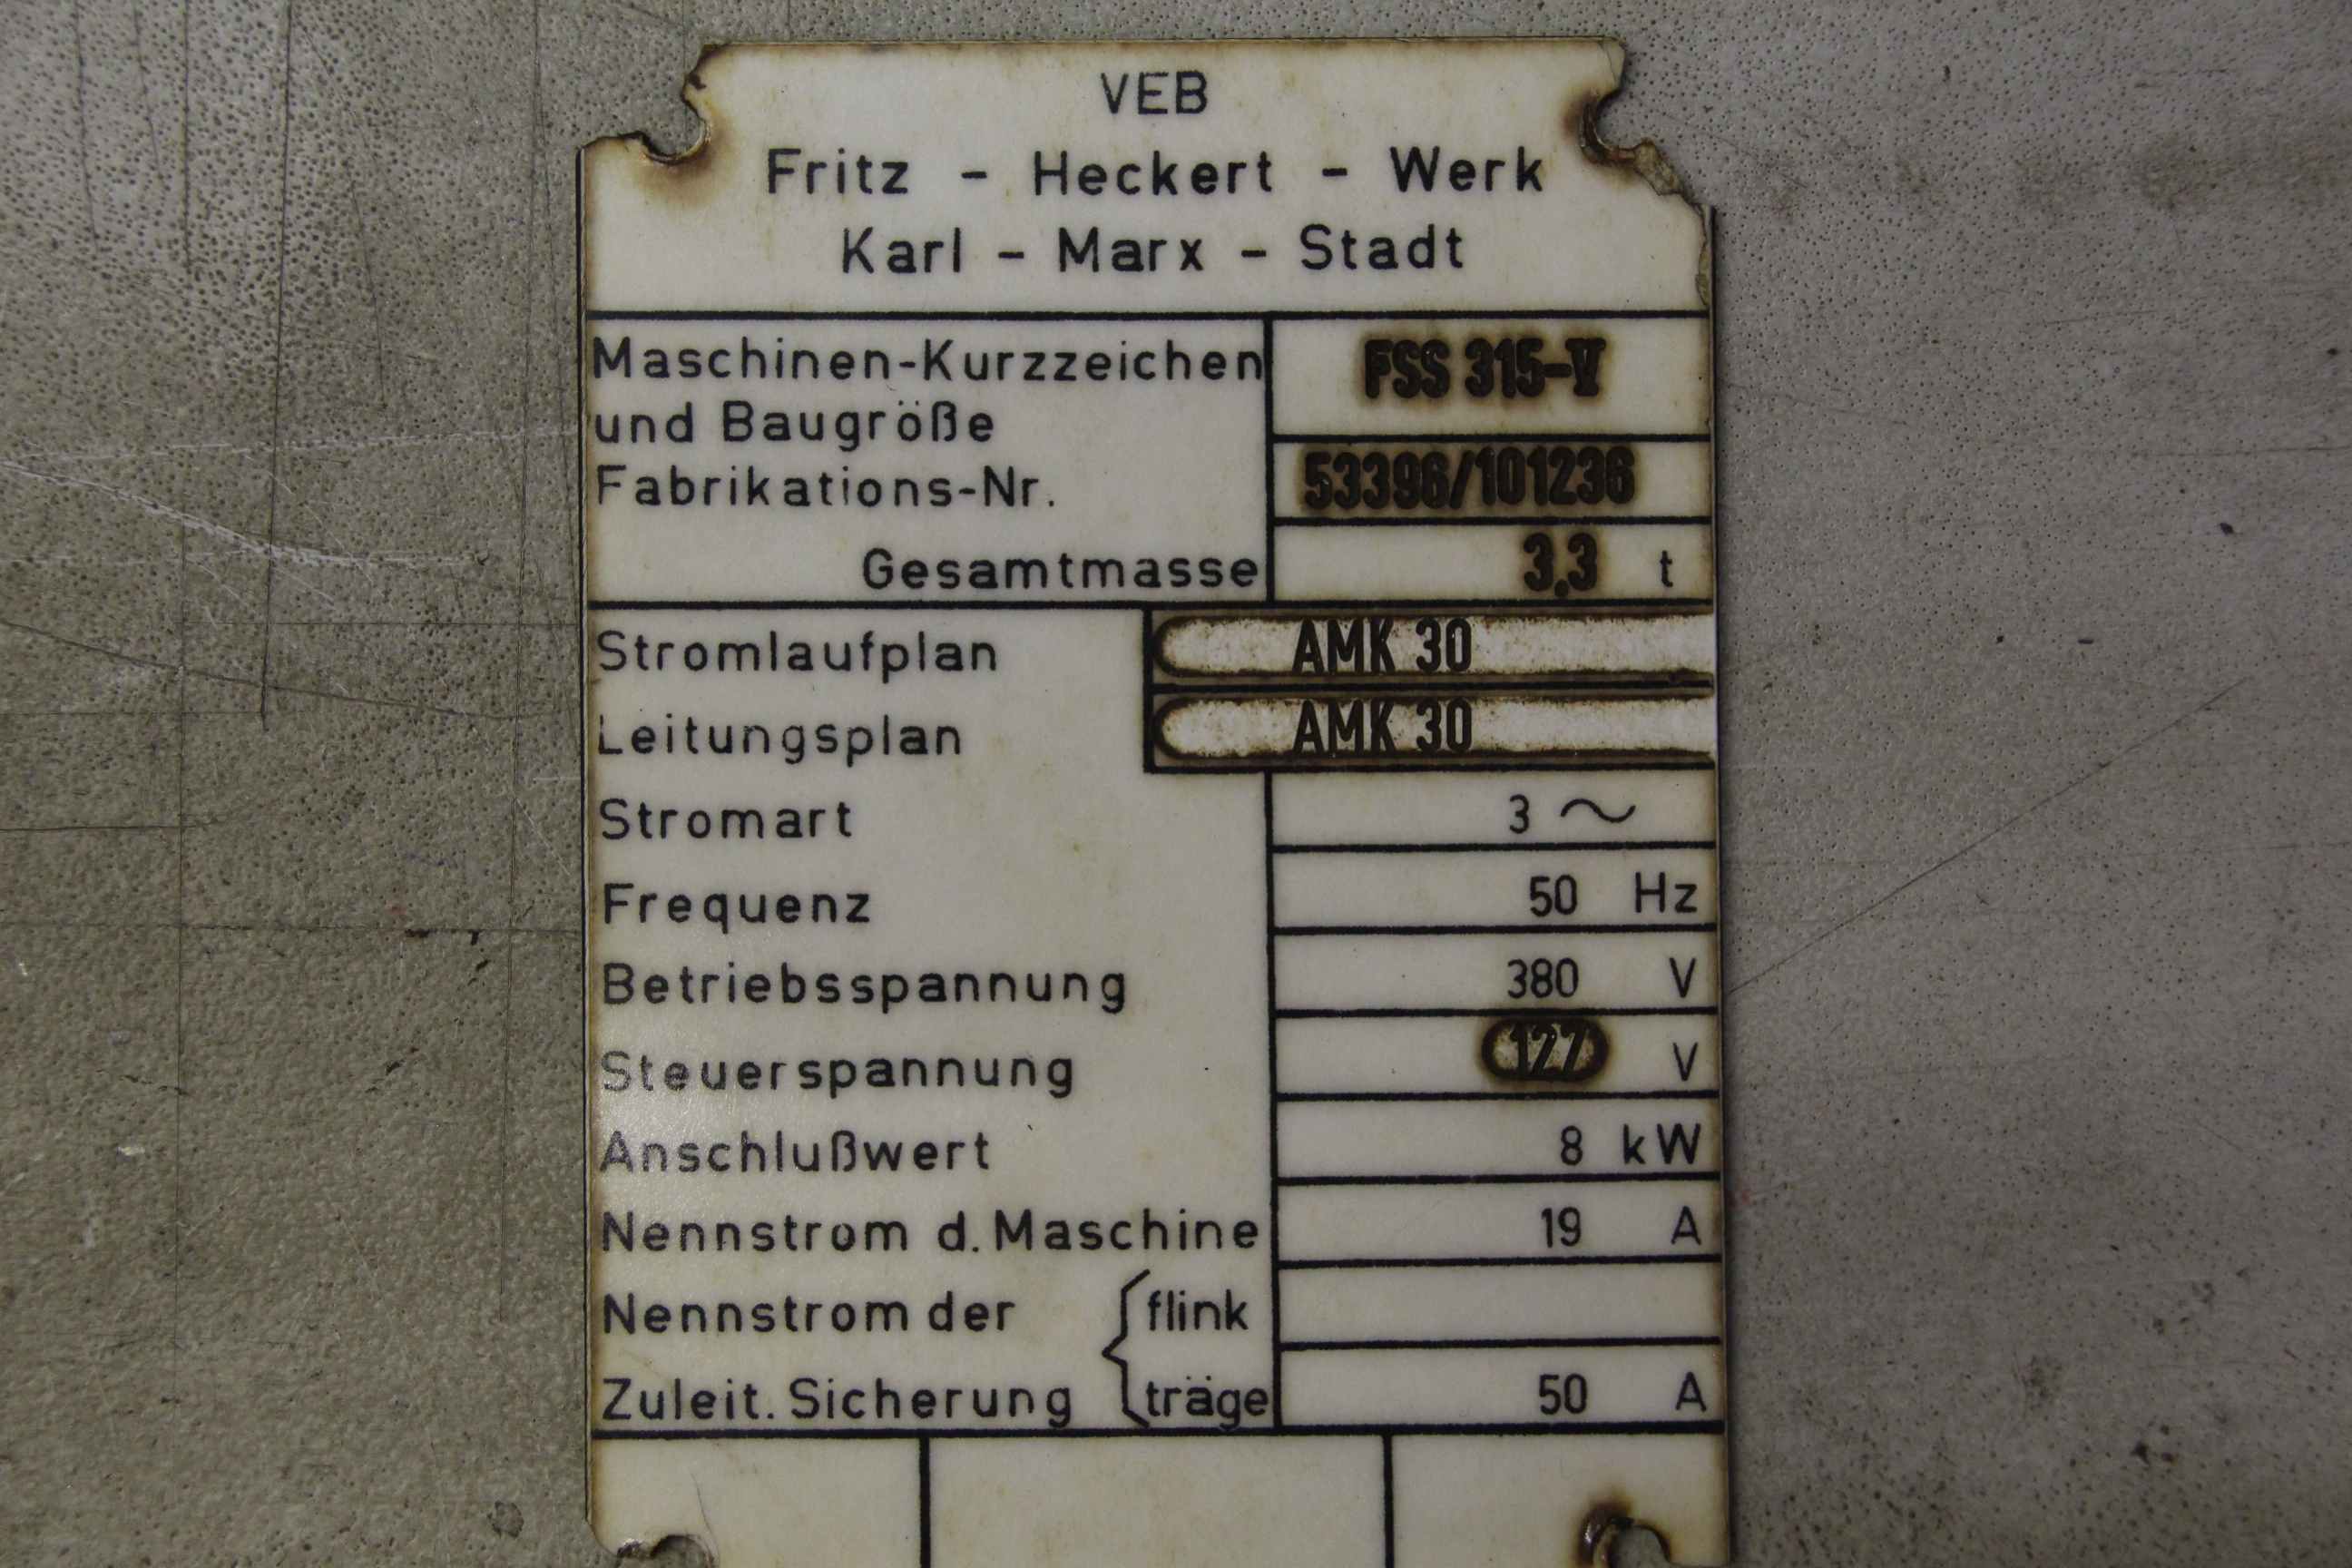 VEB
Fritz - Heckert - Werk
Karl - Marx - Stadt
Maschinen-Kurzzeichen FSS 315-V
und Baugröße
Fabrikations-Nr. 53396/101236
Gesamtmasse 3,3 t
Stromlaufplan AMK 30
Leitungsplan AMK 30
Stromart 3 ~
Frequenz 50 Hz
Betriebsspannung 380 V
Steuerspannung 127 V
Anschlußwert 8 kW
Nennstrom d. Maschine 19 A
Nennstrom der { flink
Zuleit. Sicherung träge 50 A